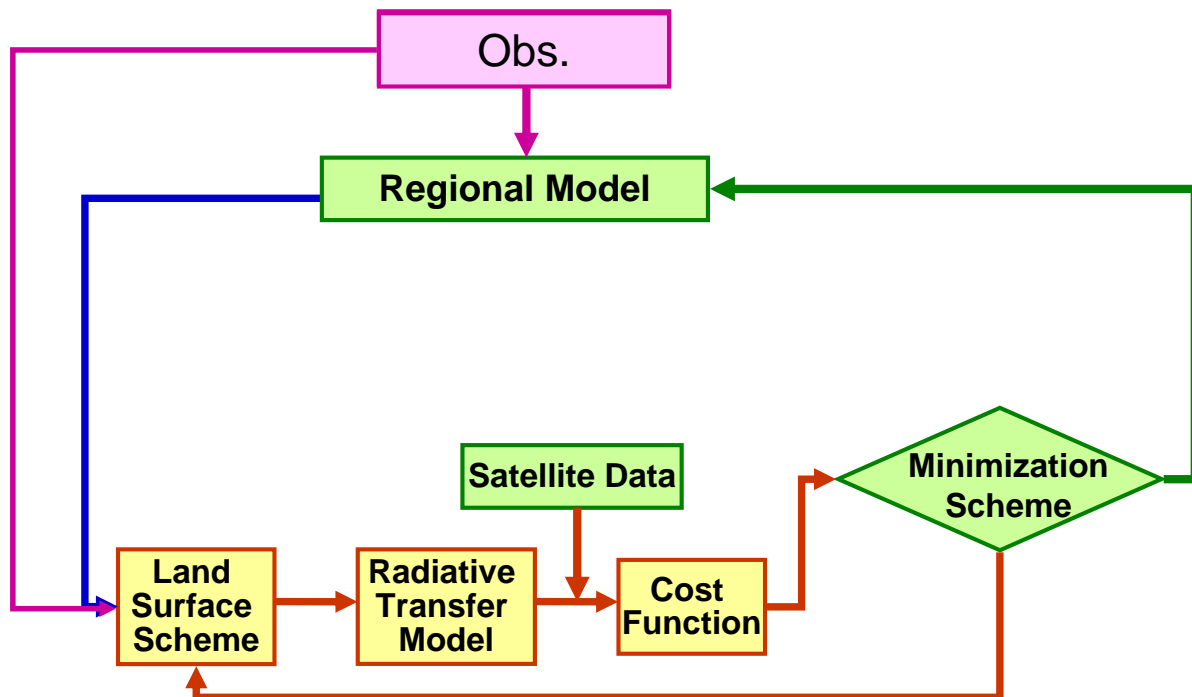 Obs.
Regional Model
Satellite Data
Minimization
Scheme
Land
Surface
Scheme
Radiative
Transfer
Model
Cost
Function